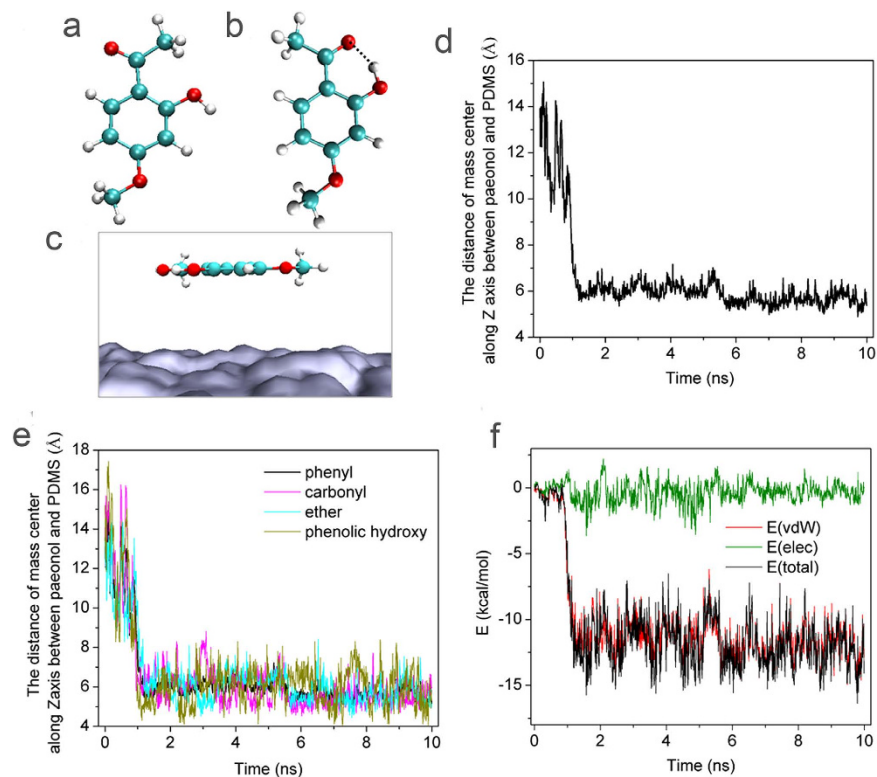 a
b
c
d
The distance of mass center
along Z axis between paeonol and PDMS (Å)
16
14
12
10
8
6
4
0 2 4 6 8 10
Time (ns)
e
The distance of mass center
along Zaxis between paeonol and PDMS (Å)
18
16
14
12
10
8
6
4
phenyl
carbonyl
ether
phenolic hydroxy
0 2 4 6 8 10
Time (ns)
f
E (kcal/mol)
0
-5
-10
-15
E(vdW)
E(elec)
E(total)
0 2 4 6 8 10
Time (ns)